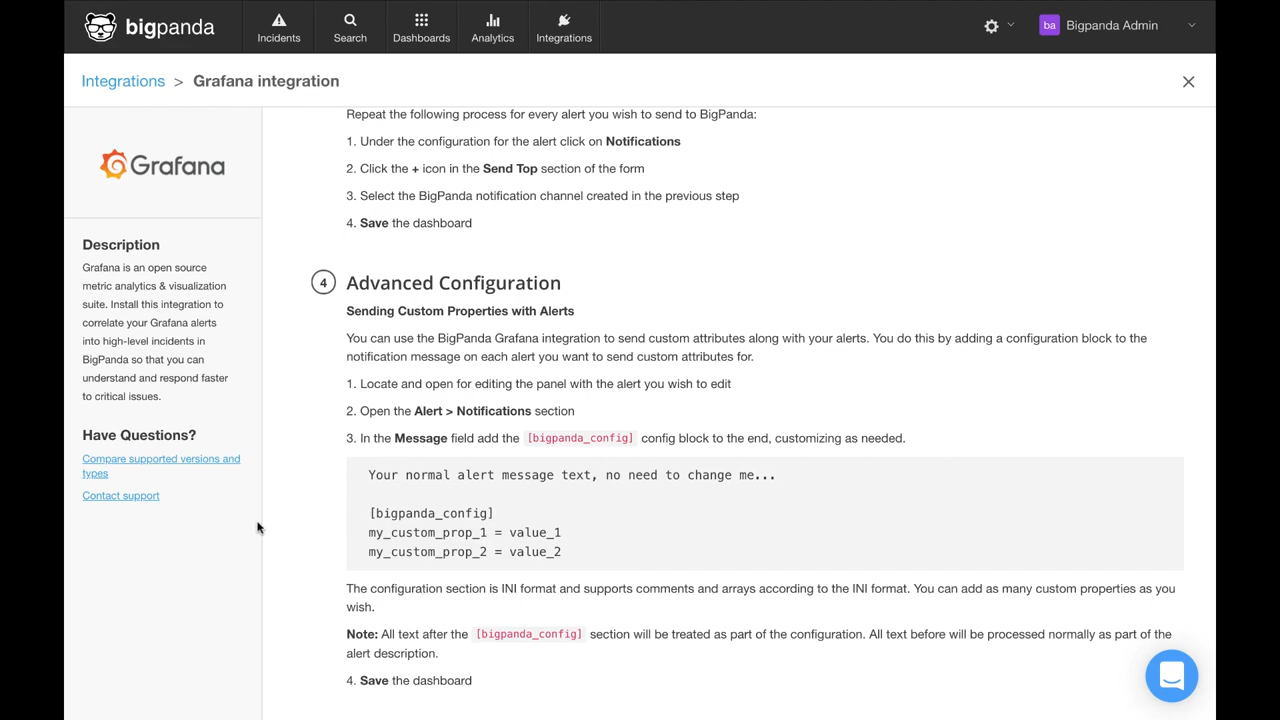 bigpanda
Incidents
Search
Dashboards
Analytics
Integrations
ba
Bigpanda Admin
Integrations > Grafana integration
Grafana
Description
Grafana is an open source
metric analytics & visualization
suite. Install this integration to
correlate your Grafana alerts
into high-level incidents in
BigPanda so that you can
understand and respond faster
to critical issues.
Have Questions?
Compare supported versions and
types
Contact support
Repeat the following process for every alert you wish to send to BigPanda:
1. Under the configuration for the alert click on Notifications
2. Click the + icon in the Send Top section of the form
3. Select the BigPanda notification channel created in the previous step
4. Save the dashboard
4 Advanced Configuration
Sending Custom Properties with Alerts
You can use the BigPanda Grafana integration to send custom attributes along with your alerts. You do this by adding a configuration block to the
notification message on each alert you want to send custom attributes for.
1. Locate and open for editing the panel with the alert you wish to edit
2. Open the Alert > Notifications section
3. In the Message field add the [bigpanda_config] config block to the end, customizing as needed.
Your normal alert message text, no need to change me...
[bigpanda_config]
my_custom_prop_1 = value_1
my_custom_prop_2 = value_2
The configuration section is INI format and supports comments and arrays according to the INI format. You can add as many custom properties as you
wish.
Note: All text after the [bigpanda_config] section will be treated as part of the configuration. All text before will be processed normally as part of the
alert description.
4. Save the dashboard